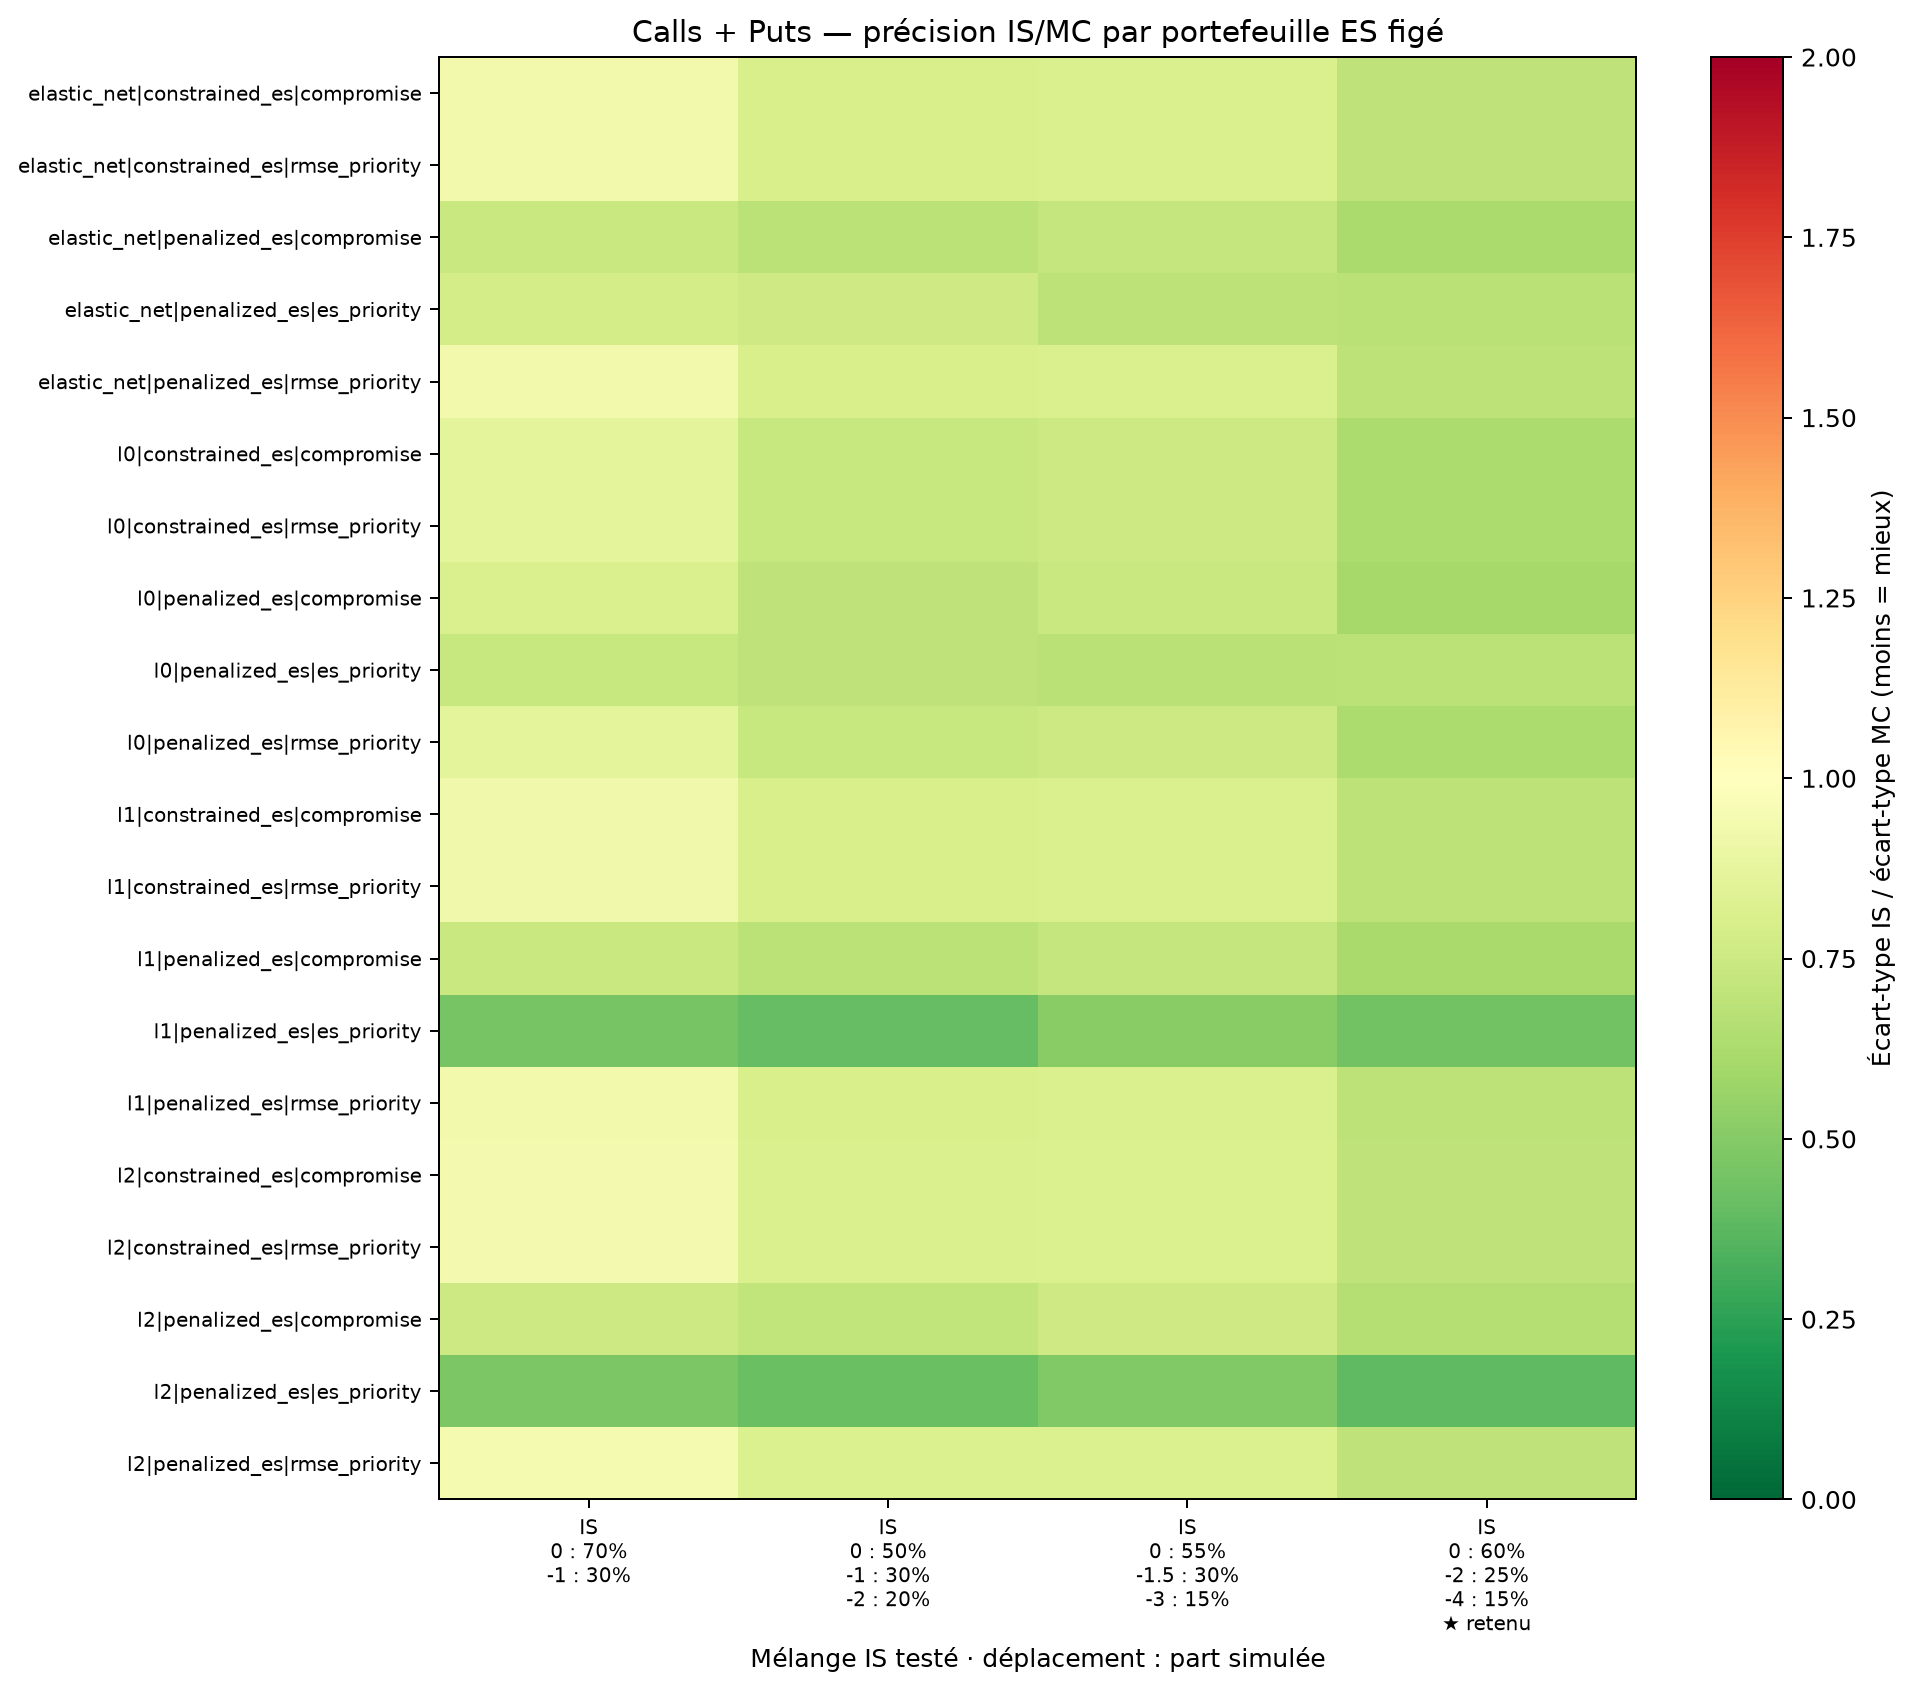 Calls + Puts — précision IS/MC par portefeuille ES figé
elastic_net|constrained_es|compromise
elastic_net|constrained_es|rmse_priority
elastic_net|penalized_es|compromise
elastic_net|penalized_es|es_priority
elastic_net|penalized_es|rmse_priority
l0|constrained_es|compromise
l0|constrained_es|rmse_priority
l0|penalized_es|compromise
l0|penalized_es|es_priority
l0|penalized_es|rmse_priority
l1|constrained_es|compromise
l1|constrained_es|rmse_priority
l1|penalized_es|compromise
l1|penalized_es|es_priority
l1|penalized_es|rmse_priority
l2|constrained_es|compromise
l2|constrained_es|rmse_priority
l2|penalized_es|compromise
l2|penalized_es|es_priority
l2|penalized_es|rmse_priority
IS
0 : 70%
-1 : 30%
IS
0 : 50%
-1 : 30%
-2 : 20%
IS
0 : 55%
-1.5 : 30%
-3 : 15%
IS
0 : 60%
-2 : 25%
-4 : 15%
★ retenu
Mélange IS testé · déplacement : part simulée
2.00
1.75
1.50
1.25
1.00
0.75
0.50
0.25
0.00
Écart-type IS / écart-type MC (moins = mieux)